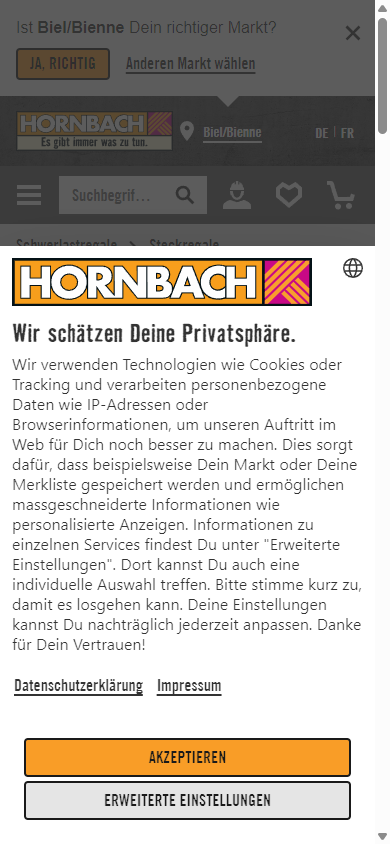 Ist Biel/Bienne Dein richtiger Markt?
JA, RICHTIG
Anderen Markt wählen
HORNBACH
Es gibt immer was zu tun.
Biel/Bienne
DE | FR
Suchbegrif...
Schwerlastregale > Steckregale
HORNBACH
Wir schätzen Deine Privatsphäre.
Wir verwenden Technologien wie Cookies oder
Tracking und verarbeiten personenbezogene
Daten wie IP-Adressen oder
Browserinformationen, um unseren Auftritt im
Web für Dich noch besser zu machen. Dies sorgt
dafür, dass beispielsweise Dein Markt oder Deine
Merkliste gespeichert werden und ermöglichen
massgeschneiderte Informationen wie
personalisierte Anzeigen. Informationen zu
einzelnen Services findest Du unter "Erweiterte
Einstellungen". Dort kannst Du auch eine
individuelle Auswahl treffen. Bitte stimme kurz zu,
damit es losgehen kann. Deine Einstellungen
kannst Du nachträglich jederzeit anpassen. Danke
für Dein Vertrauen!
Datenschutzerklärung Impressum
AKZEPTIEREN
ERWEITERTE EINSTELLUNGEN